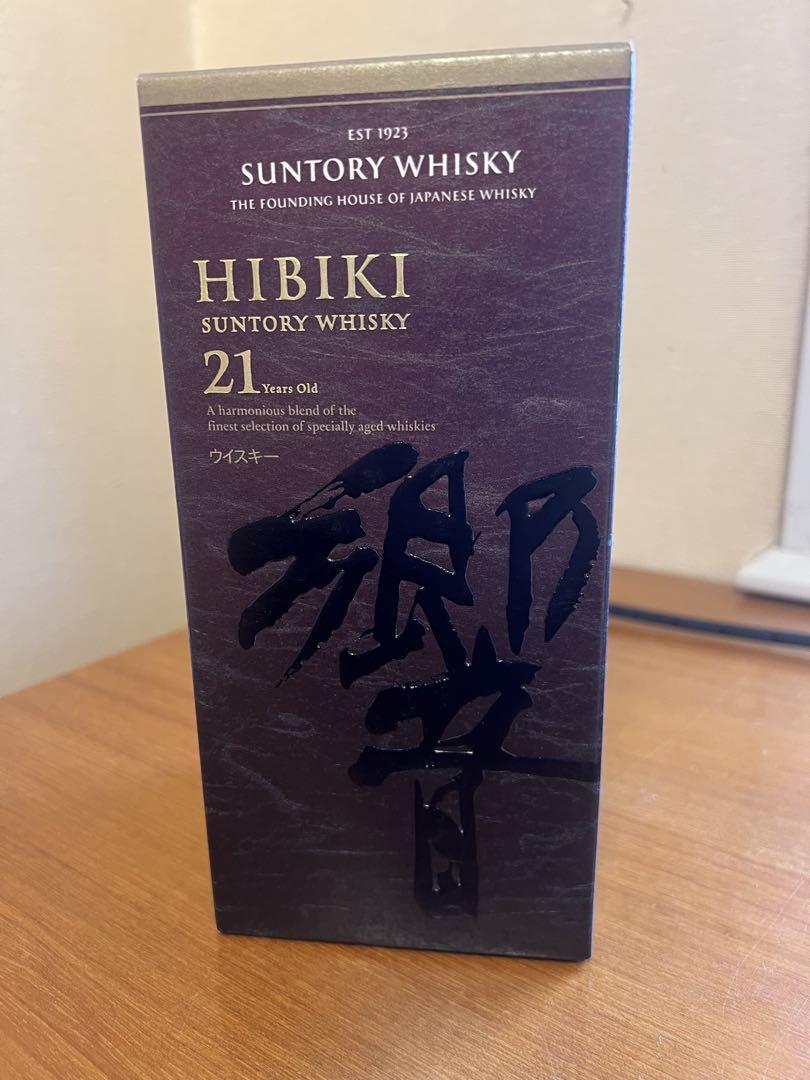 EST 1923
SUNTORY WHISKY
THE FOUNDING HOUSE OF JAPANESE WHISKY
HIBIKI
SUNTORY WHISKY
21 Years Old
A harmonious blend of the
finest selection of specially aged whiskies
ウイスキー
響